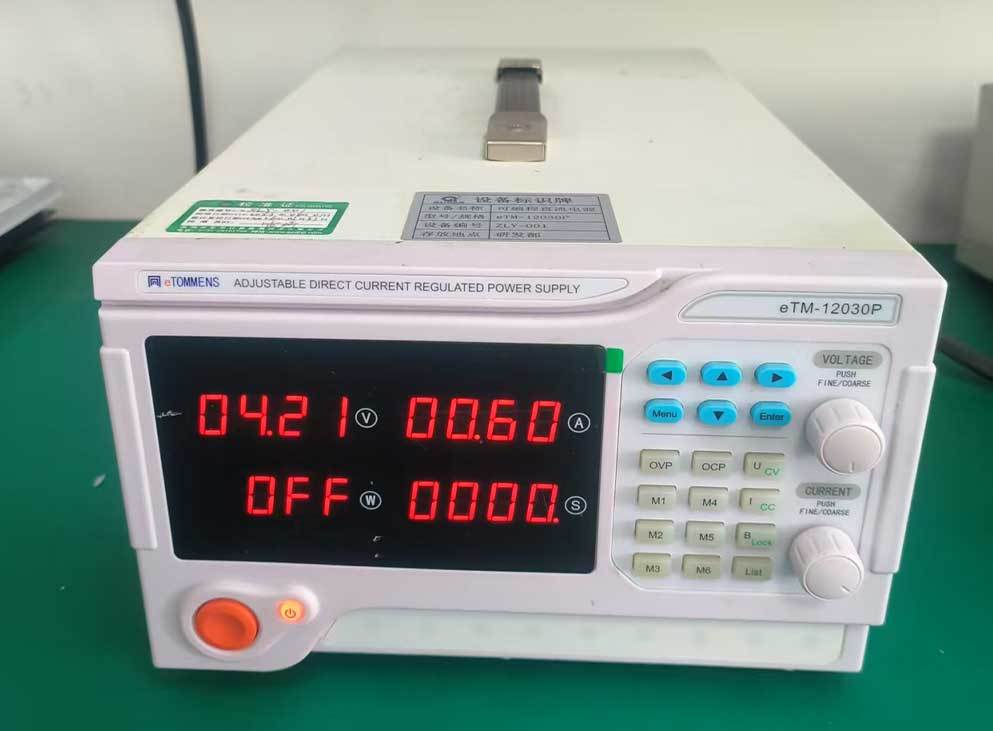 校准证
设备标识牌
设备名称 可编程直流电源
型号/规格 eTM-12030P
设备编号 ZLY-001
存放地点 研发部
eTOMMENS ADJUSTABLE DIRECT CURRENT REGULATED POWER SUPPLY
eTM-12030P
04.21 V 00.60 A
OFF W 0000. S
VOLTAGE
PUSH
FINE/COARSE
Menu Enter
OVP OCP U CV
CURRENT
PUSH
FINE/COARSE
M1 M4 I CC
M2 M5 B Lock
M3 M6 List